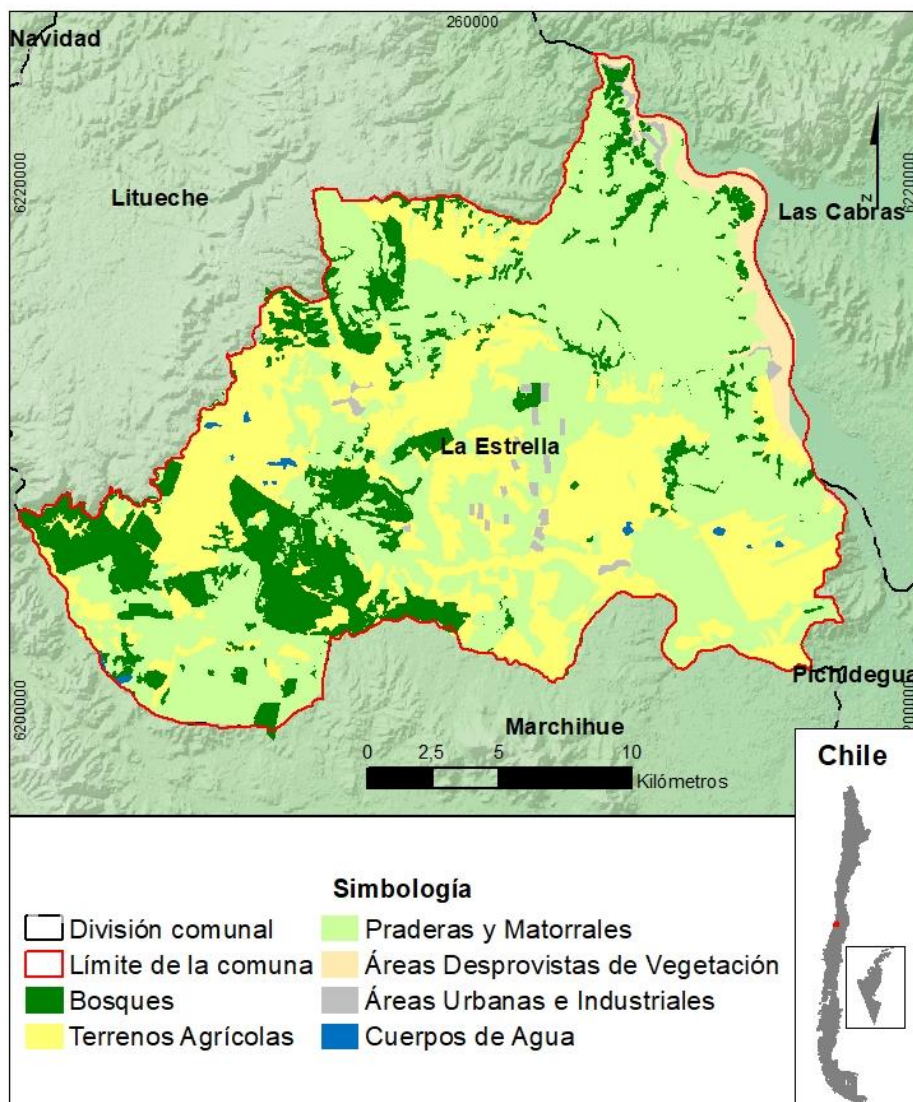 260000
Navidad
6220000
6220000
Litueche
Las Cabras
N
La Estrella
6200000
Pichidegua
Marchihue
0 2,5 5 10
Kilómetros
Chile
Simbología
División comunal
Límite de la comuna
Bosques
Terrenos Agrícolas
Praderas y Matorrales
Áreas Desprovistas de Vegetación
Áreas Urbanas e Industriales
Cuerpos de Agua